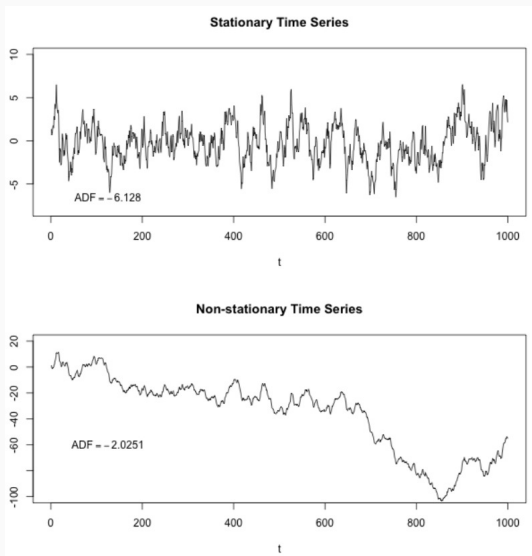 Stationary Time Series
10
5
0
-5
ADF = −6.128
0 200 400 600 800 1000
t
Non-stationary Time Series
20
0
-20
-40
-60
-100
ADF = −2.0251
0 200 400 600 800 1000
t